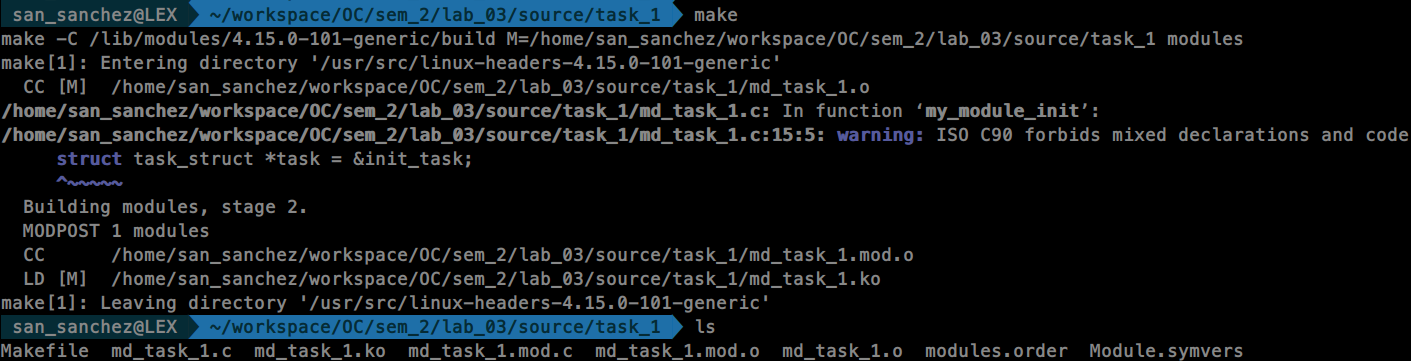 san_sanchez@LEX ~/workspace/OC/sem_2/lab_03/source/task_1 make
make -C /lib/modules/4.15.0-101-generic/build M=/home/san_sanchez/workspace/OC/sem_2/lab_03/source/task_1 modules
make[1]: Entering directory '/usr/src/linux-headers-4.15.0-101-generic'
  CC [M]  /home/san_sanchez/workspace/OC/sem_2/lab_03/source/task_1/md_task_1.o
/home/san_sanchez/workspace/OC/sem_2/lab_03/source/task_1/md_task_1.c: In function ‘my_module_init’:
/home/san_sanchez/workspace/OC/sem_2/lab_03/source/task_1/md_task_1.c:15:5: warning: ISO C90 forbids mixed declarations and code
     struct task_struct *task = &init_task;
     ^~~~~~
  Building modules, stage 2.
  MODPOST 1 modules
  CC      /home/san_sanchez/workspace/OC/sem_2/lab_03/source/task_1/md_task_1.mod.o
  LD [M]  /home/san_sanchez/workspace/OC/sem_2/lab_03/source/task_1/md_task_1.ko
make[1]: Leaving directory '/usr/src/linux-headers-4.15.0-101-generic'
san_sanchez@LEX ~/workspace/OC/sem_2/lab_03/source/task_1 ls
Makefile  md_task_1.c  md_task_1.ko  md_task_1.mod.c  md_task_1.mod.o  md_task_1.o  modules.order  Module.symvers